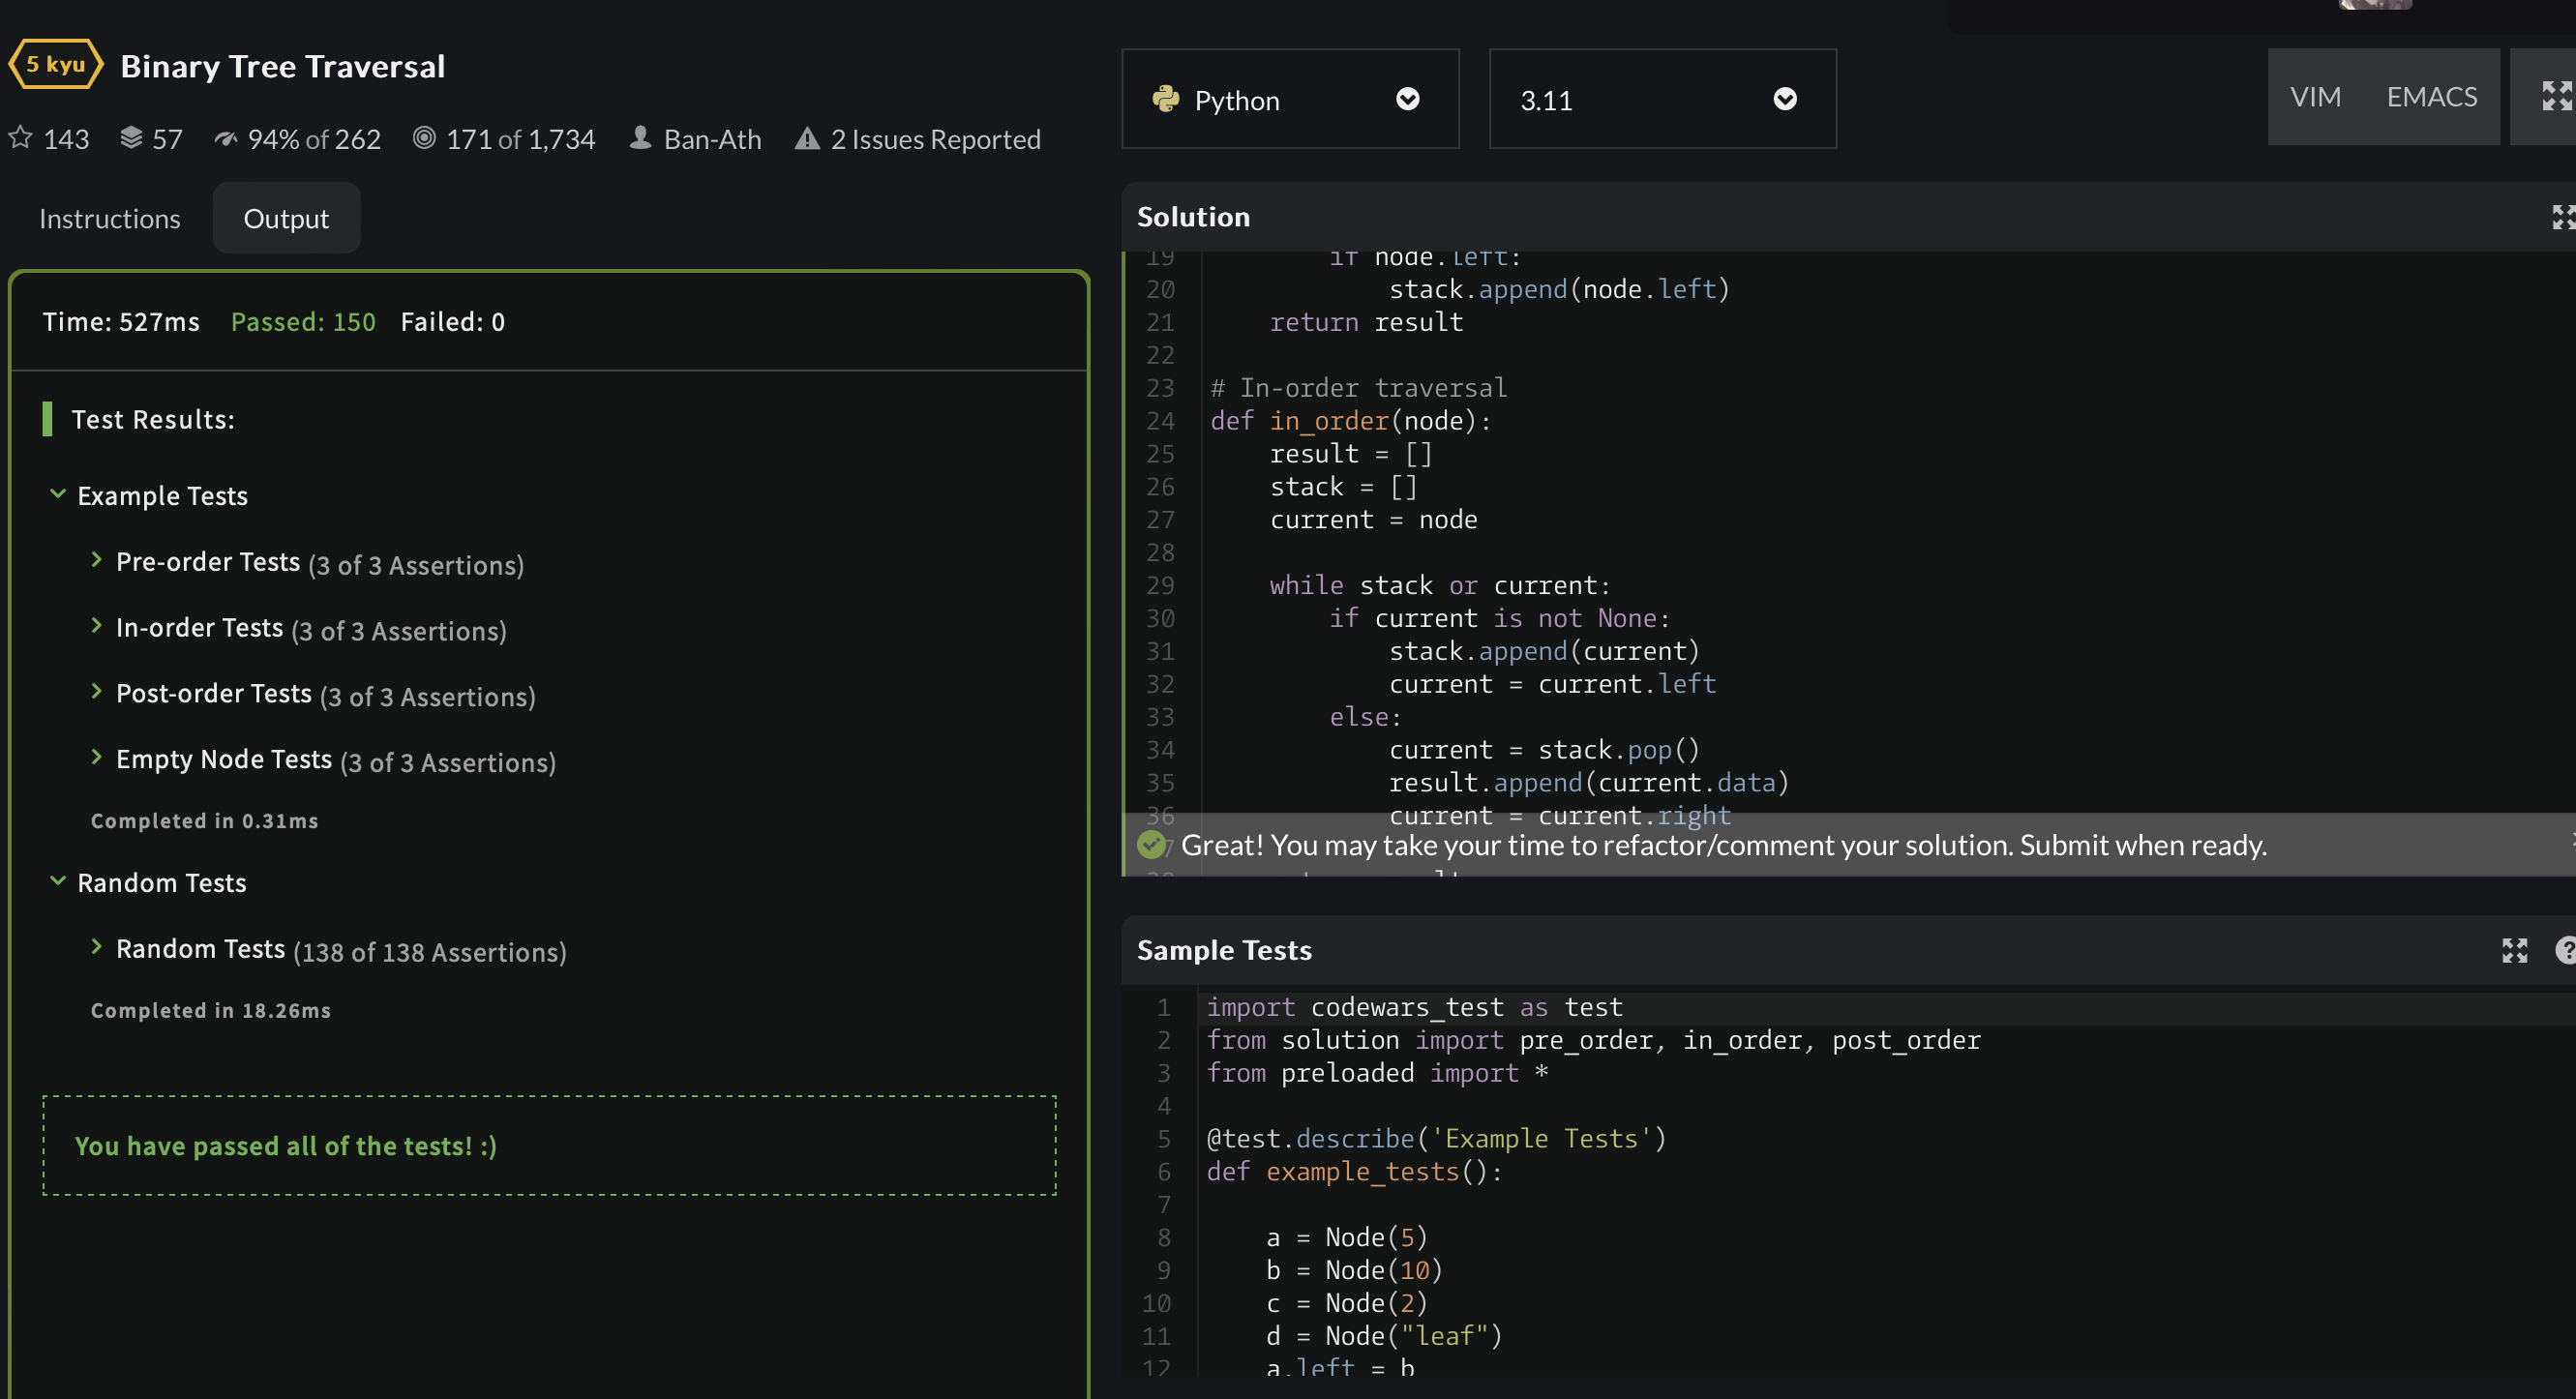 5 kyu Binary Tree Traversal
143 57 94% of 262 171 of 1,734 Ban-Ath 2 Issues Reported
Instructions Output
Time: 527ms Passed: 150 Failed: 0
Test Results:
Example Tests
Pre-order Tests (3 of 3 Assertions)
In-order Tests (3 of 3 Assertions)
Post-order Tests (3 of 3 Assertions)
Empty Node Tests (3 of 3 Assertions)
Completed in 0.31ms
Random Tests
Random Tests (138 of 138 Assertions)
Completed in 18.26ms
You have passed all of the tests! :)
Python 3.11 VIM EMACS
Solution
19 if node.left:
20 stack.append(node.left)
21 return result
22
23 # In-order traversal
24 def in_order(node):
25 result = []
26 stack = []
27 current = node
28
29 while stack or current:
30 if current is not None:
31 stack.append(current)
32 current = current.left
33 else:
34 current = stack.pop()
35 result.append(current.data)
36 current = current.right
Great! You may take your time to refactor/comment your solution. Submit when ready.
Sample Tests
1 import codewars_test as test
2 from solution import pre_order, in_order, post_order
3 from preloaded import *
4
5 @test.describe('Example Tests')
6 def example_tests():
7
8 a = Node(5)
9 b = Node(10)
10 c = Node(2)
11 d = Node("leaf")
12 a.left = b